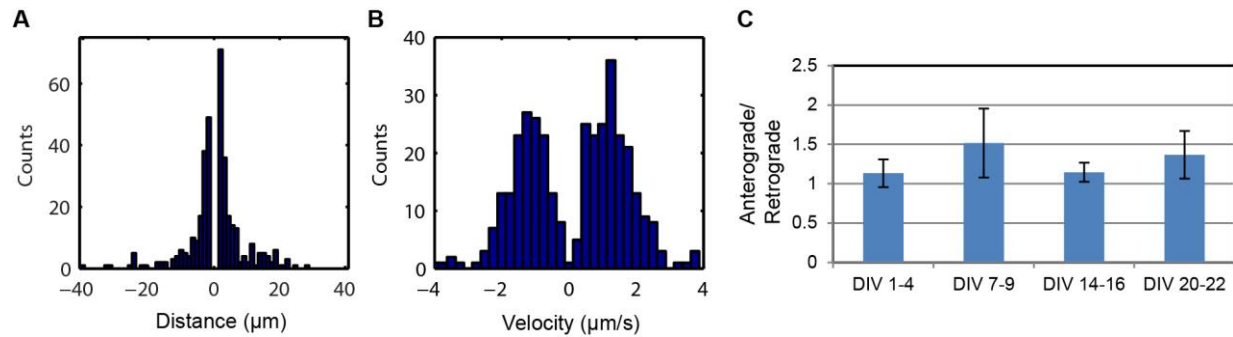 A
Counts
60
40
20
0
−40
−20
0
20
40
Distance (μm)
B
Counts
40
30
20
10
0
−4
−2
0
2
4
Velocity (μm/s)
C
Anterograde/
Retrograde
2.5
2
1.5
1
0.5
0
DIV 1-4
DIV 7-9
DIV 14-16
DIV 20-22